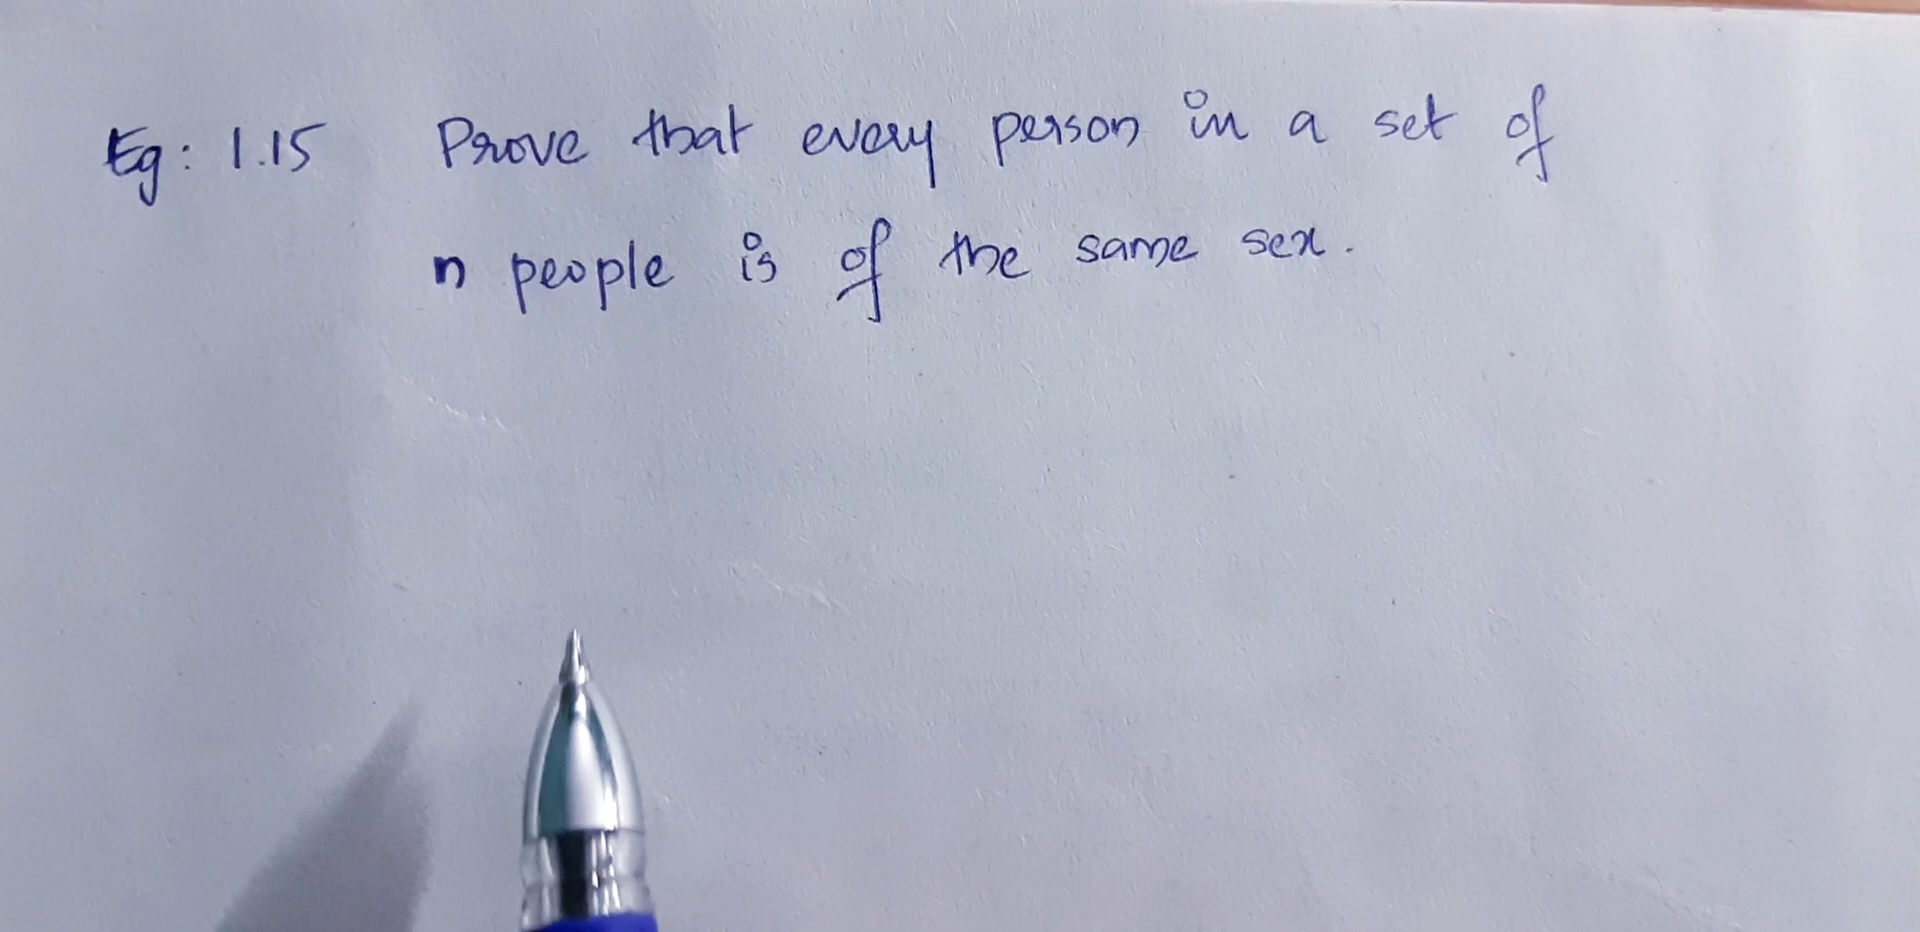 Eg: 1.15 Prove that every person in a set of
n people is of the same sex.